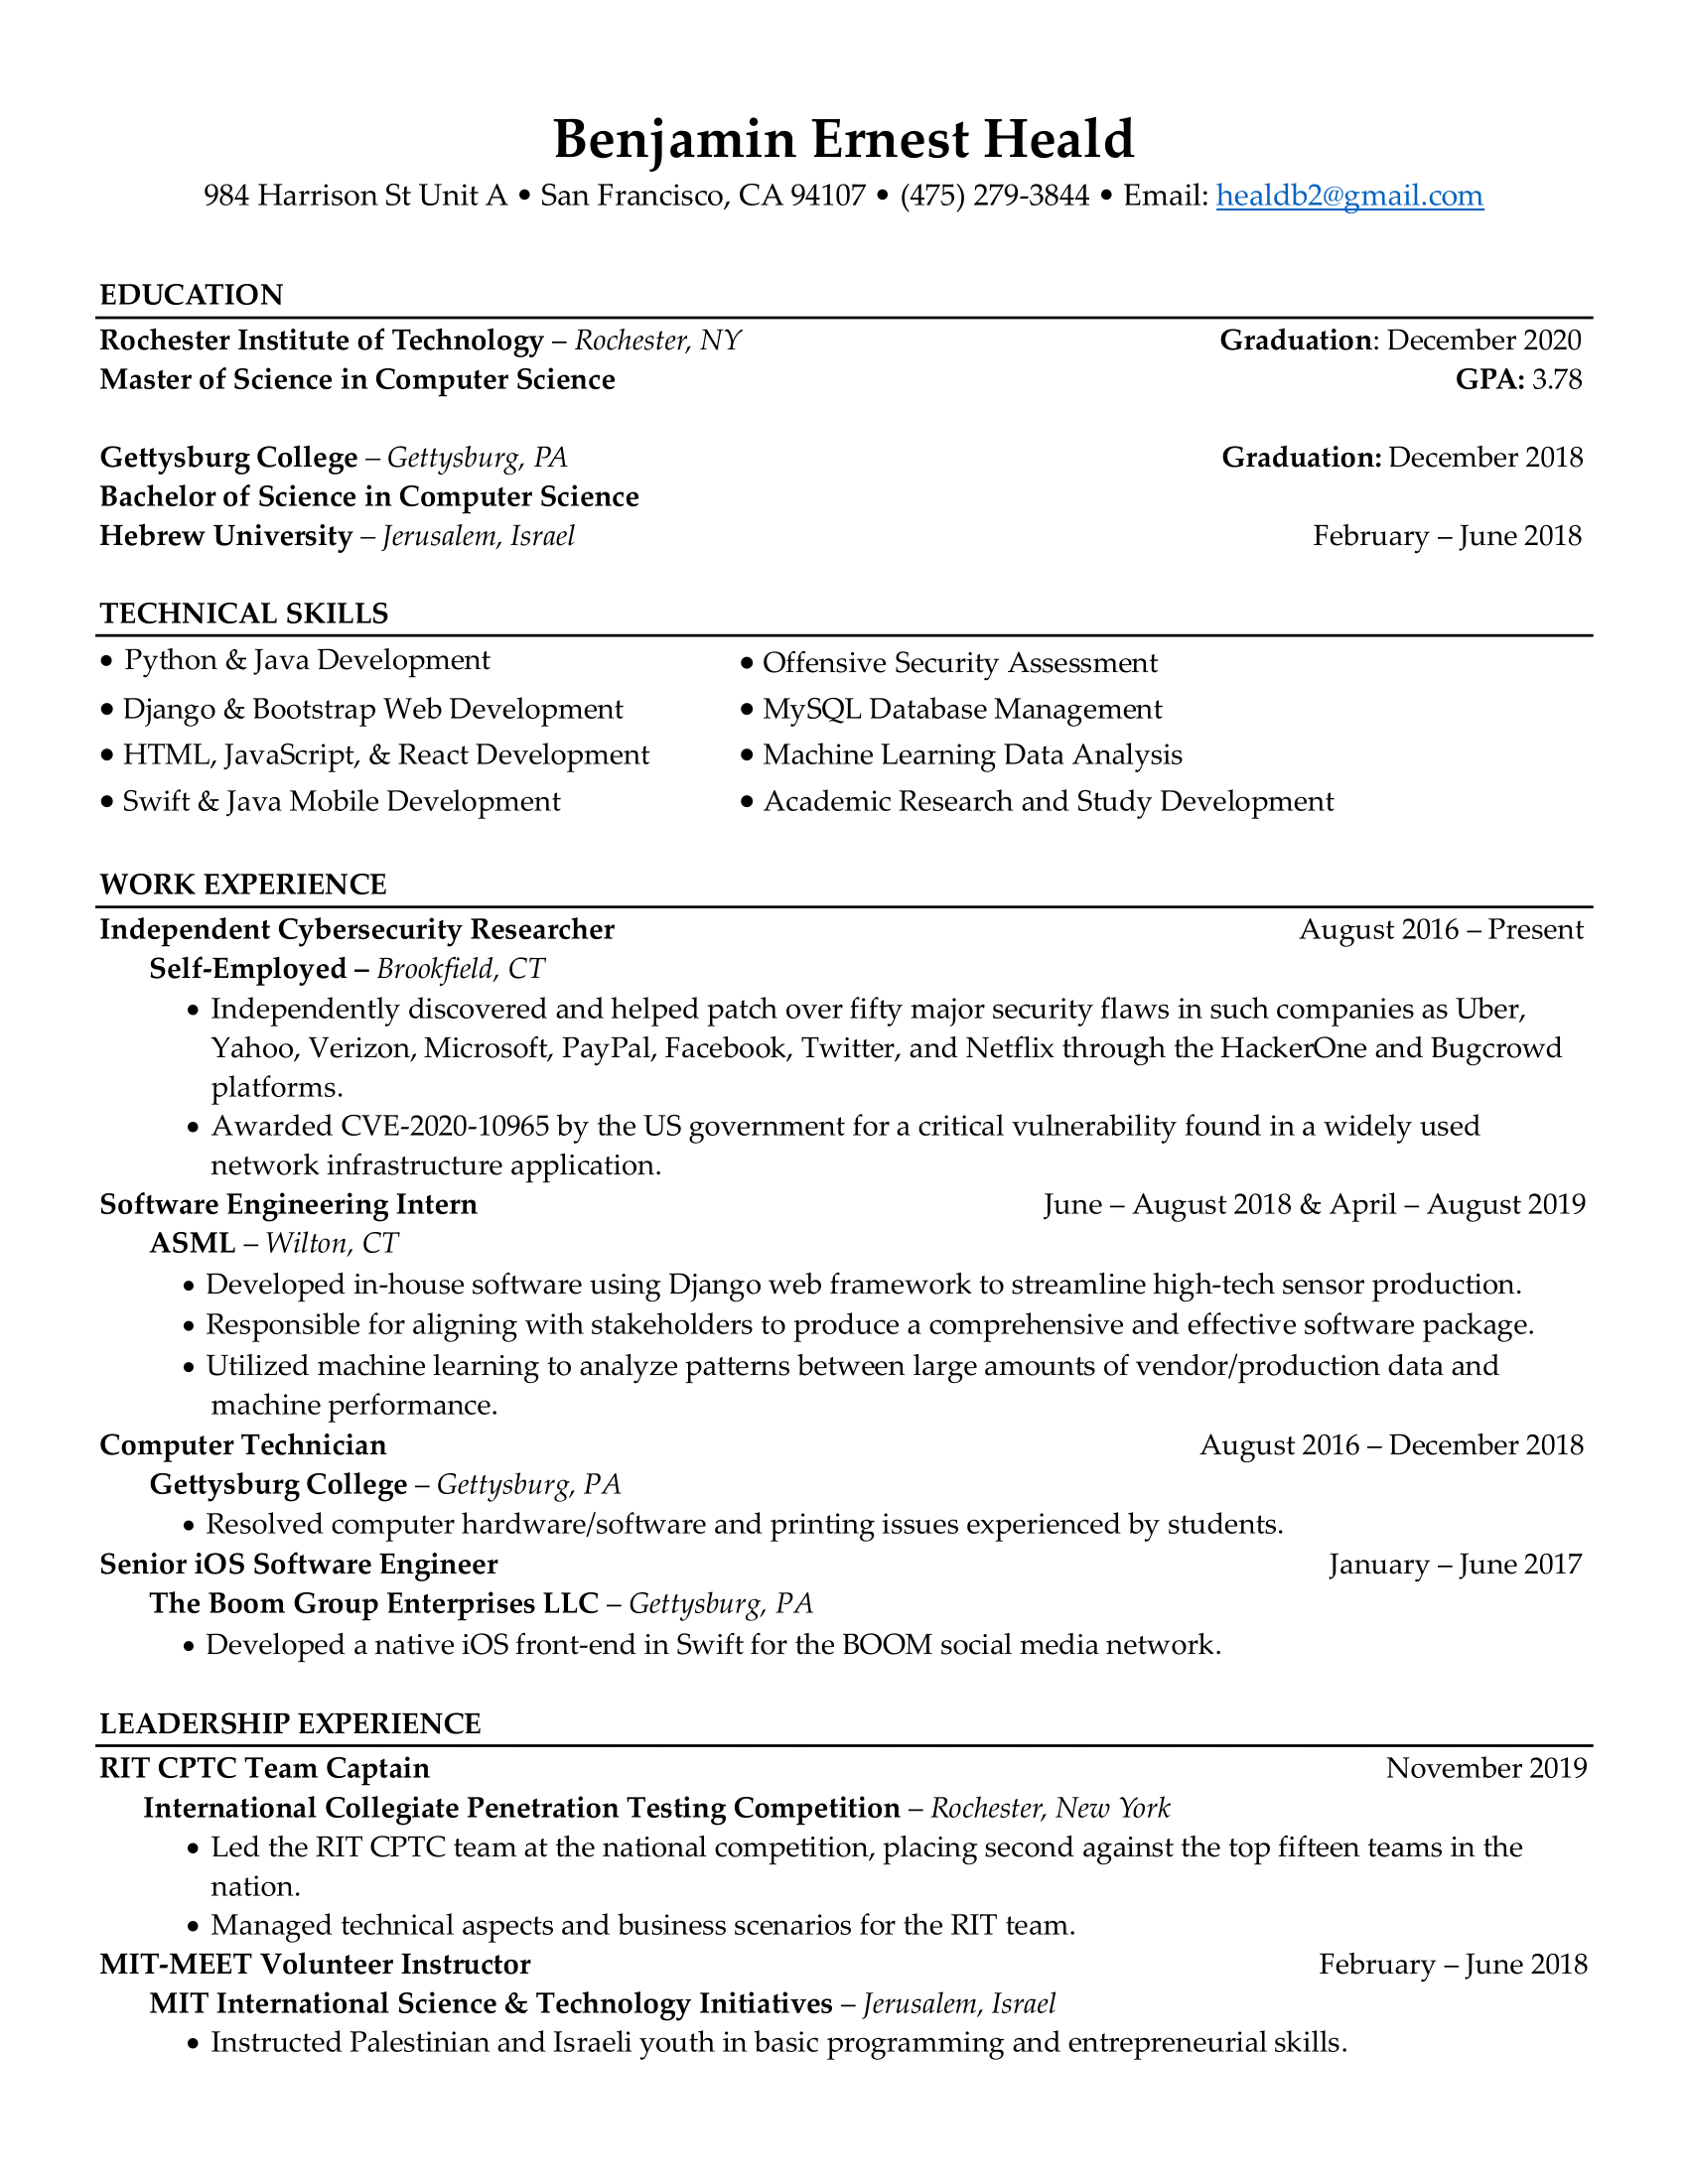 Benjamin Ernest Heald
984 Harrison St Unit A • San Francisco, CA 94107 • (475) 279-3844 • Email: healdb2@gmail.com
EDUCATION
Rochester Institute of Technology – Rochester, NY Graduation: December 2020
Master of Science in Computer Science GPA: 3.78
Gettysburg College – Gettysburg, PA Graduation: December 2018
Bachelor of Science in Computer Science
Hebrew University – Jerusalem, Israel February – June 2018
TECHNICAL SKILLS
• Python & Java Development • Offensive Security Assessment
• Django & Bootstrap Web Development • MySQL Database Management
• HTML, JavaScript, & React Development • Machine Learning Data Analysis
• Swift & Java Mobile Development • Academic Research and Study Development
WORK EXPERIENCE
Independent Cybersecurity Researcher August 2016 – Present
Self-Employed – Brookfield, CT
• Independently discovered and helped patch over fifty major security flaws in such companies as Uber,
Yahoo, Verizon, Microsoft, PayPal, Facebook, Twitter, and Netflix through the HackerOne and Bugcrowd
platforms.
• Awarded CVE-2020-10965 by the US government for a critical vulnerability found in a widely used
network infrastructure application.
Software Engineering Intern June – August 2018 & April – August 2019
ASML – Wilton, CT
• Developed in-house software using Django web framework to streamline high-tech sensor production.
• Responsible for aligning with stakeholders to produce a comprehensive and effective software package.
• Utilized machine learning to analyze patterns between large amounts of vendor/production data and
machine performance.
Computer Technician August 2016 – December 2018
Gettysburg College – Gettysburg, PA
• Resolved computer hardware/software and printing issues experienced by students.
Senior iOS Software Engineer January – June 2017
The Boom Group Enterprises LLC – Gettysburg, PA
• Developed a native iOS front-end in Swift for the BOOM social media network.
LEADERSHIP EXPERIENCE
RIT CPTC Team Captain November 2019
International Collegiate Penetration Testing Competition – Rochester, New York
• Led the RIT CPTC team at the national competition, placing second against the top fifteen teams in the
nation.
• Managed technical aspects and business scenarios for the RIT team.
MIT-MEET Volunteer Instructor February – June 2018
MIT International Science & Technology Initiatives – Jerusalem, Israel
• Instructed Palestinian and Israeli youth in basic programming and entrepreneurial skills.